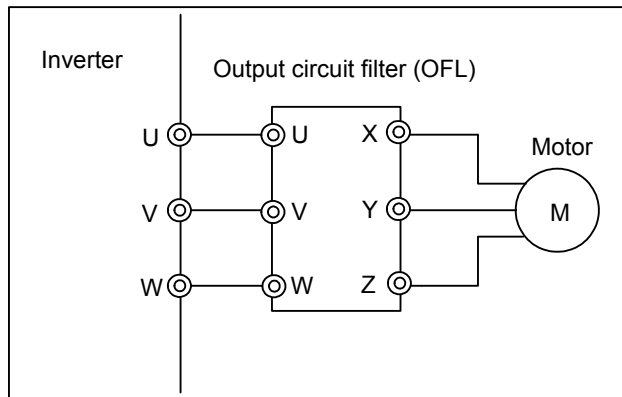 Inverter
Output circuit filter (OFL)
U U X
Motor
V V Y M
W W Z